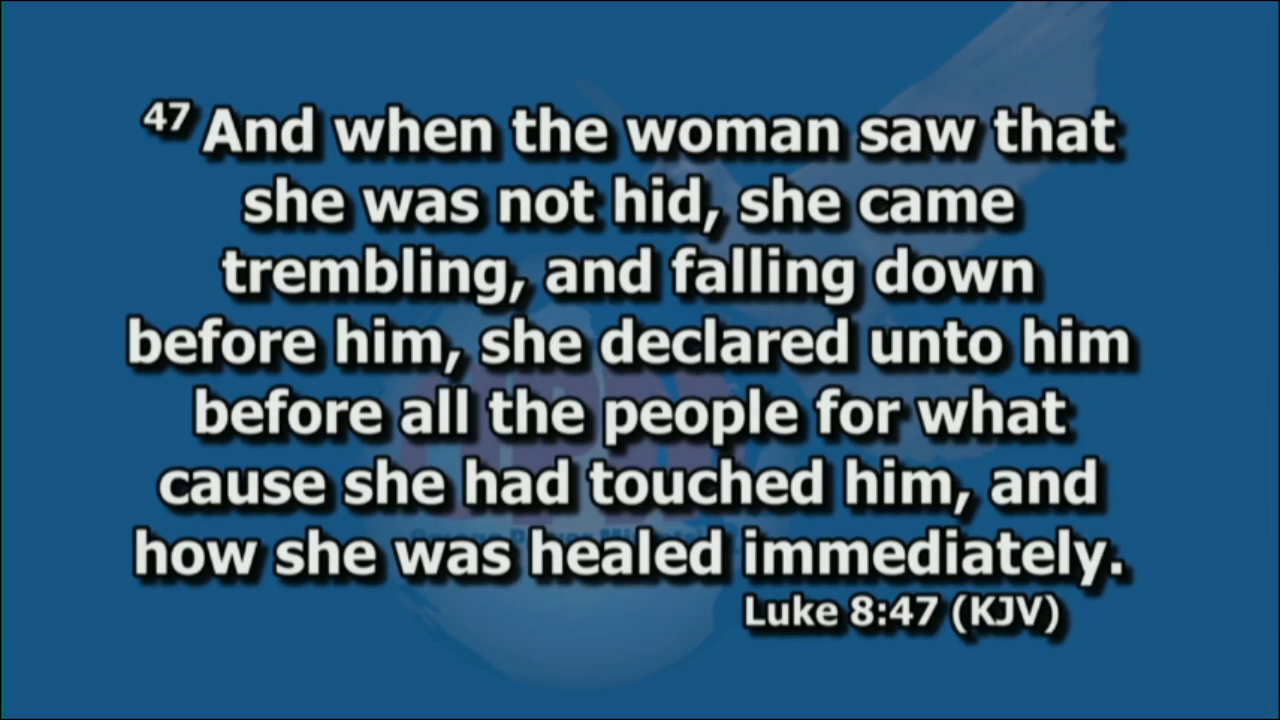 47 And when the woman saw that
she was not hid, she came
trembling, and falling down
before him, she declared unto him
before all the people for what
cause she had touched him, and
how she was healed immediately.
Luke 8:47 (KJV)